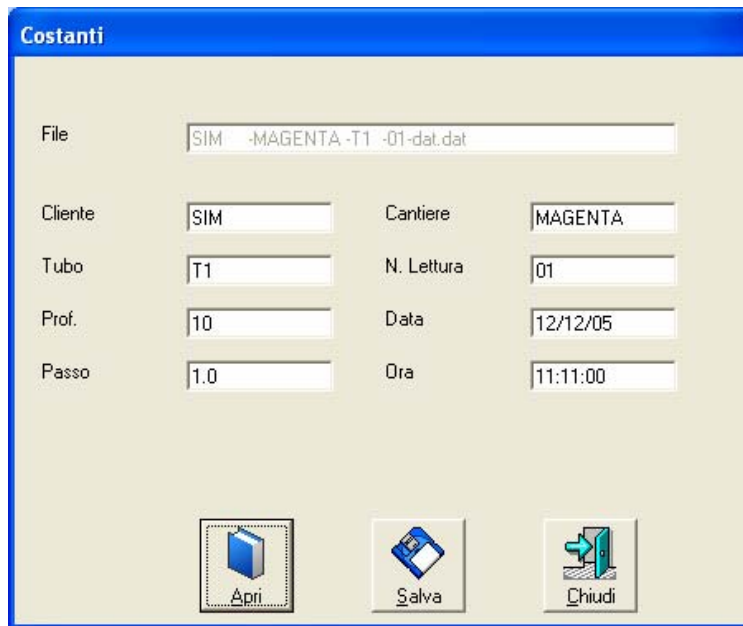 Costanti
File SIM -MAGENTA -T1 -01-dat.dat
Cliente SIM Cantiere MAGENTA
Tubo T1 N. Lettura 01
Prof. 10 Data 12/12/05
Passo 1.0 Ora 11:11:00
Apri Salva Chiudi